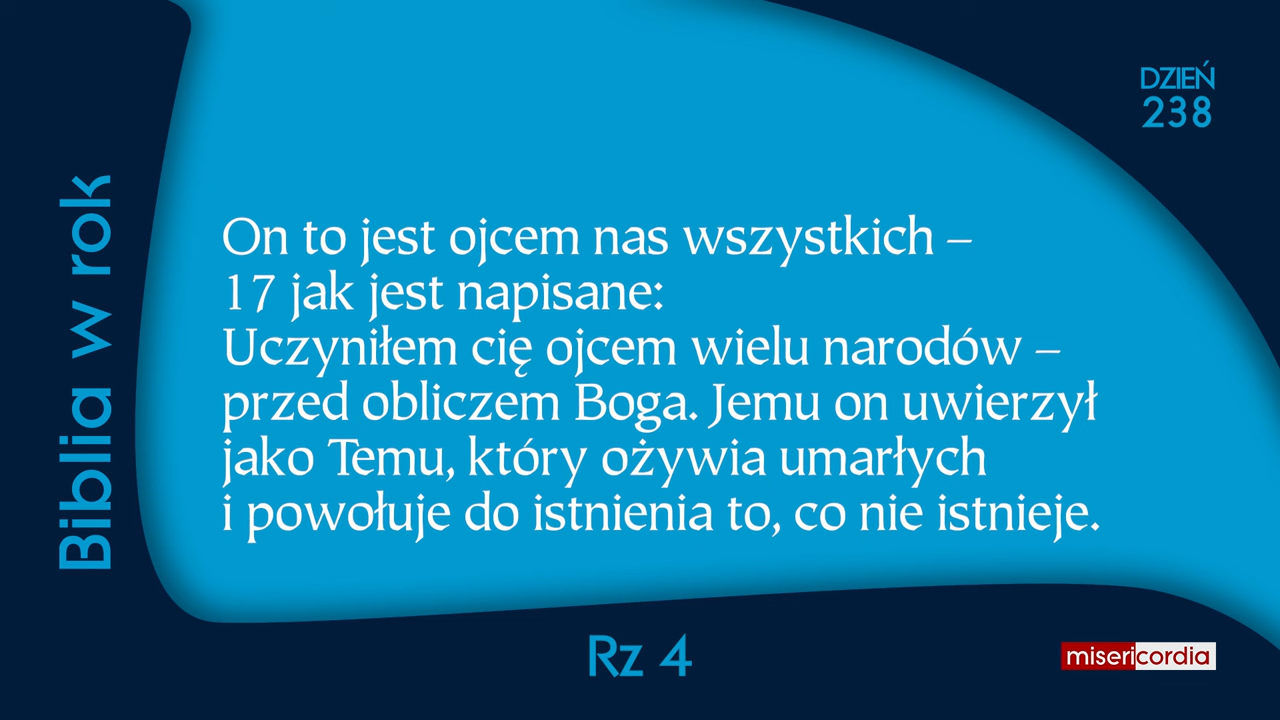 DZIEŃ
238
Biblia w rok
On to jest ojcem nas wszystkich –
17 jak jest napisane:
Uczyniłem cię ojcem wielu narodów –
przed obliczem Boga. Jemu on uwierzył
jako Temu, który ożywia umarłych
i powołuje do istnienia to, co nie istnieje.
Rz 4
misericordia